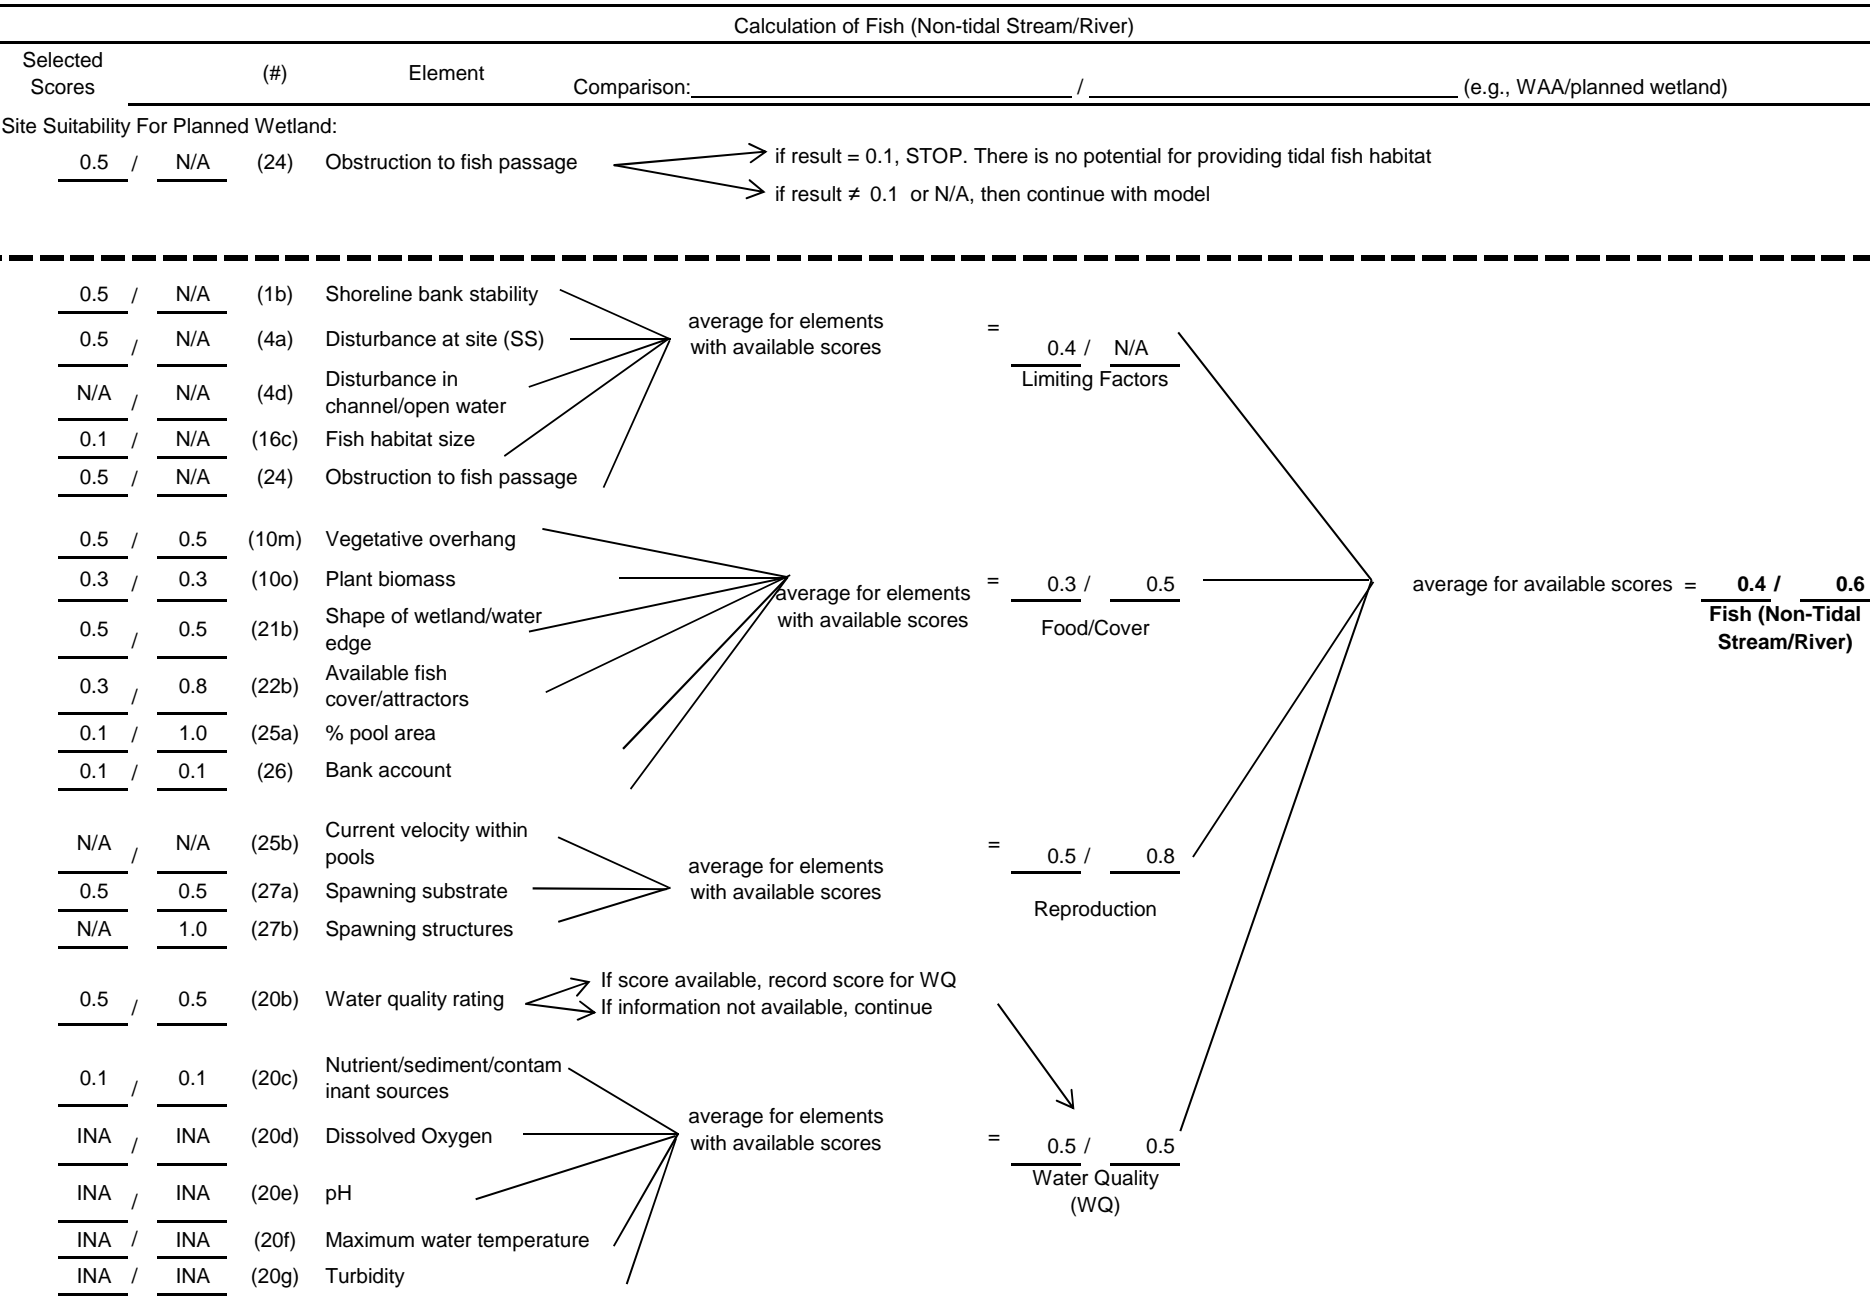 Calculation of Fish (Non-tidal Stream/River)
Selected
Scores
(#)
Element
Comparison: / (e.g., WAA/planned wetland)
Site Suitability For Planned Wetland:
0.5 / N/A (24) Obstruction to fish passage
if result = 0.1, STOP. There is no potential for providing tidal fish habitat
if result ≠ 0.1 or N/A, then continue with model
0.5 / N/A (1b) Shoreline bank stability
0.5 / N/A (4a) Disturbance at site (SS)
N/A / N/A (4d) Disturbance in
channel/open water
0.1 / N/A (16c) Fish habitat size
0.5 / N/A (24) Obstruction to fish passage
average for elements
with available scores
= 0.4 / N/A
Limiting Factors
0.5 / 0.5 (10m) Vegetative overhang
0.3 / 0.3 (10o) Plant biomass
0.5 / 0.5 (21b) Shape of wetland/water
edge
0.3 / 0.8 (22b) Available fish
cover/attractors
0.1 / 1.0 (25a) % pool area
0.1 / 0.1 (26) Bank account
average for elements
with available scores
= 0.3 / 0.5
Food/Cover
average for available scores = 0.4 / 0.6
Fish (Non-Tidal
Stream/River)
N/A / N/A (25b) Current velocity within
pools
0.5 0.5 (27a) Spawning substrate
N/A 1.0 (27b) Spawning structures
average for elements
with available scores
= 0.5 / 0.8
Reproduction
0.5 / 0.5 (20b) Water quality rating
If score available, record score for WQ
If information not available, continue
0.1 / 0.1 (20c) Nutrient/sediment/contam
inant sources
INA / INA (20d) Dissolved Oxygen
INA / INA (20e) pH
INA / INA (20f) Maximum water temperature
INA / INA (20g) Turbidity
average for elements
with available scores
= 0.5 / 0.5
Water Quality
(WQ)